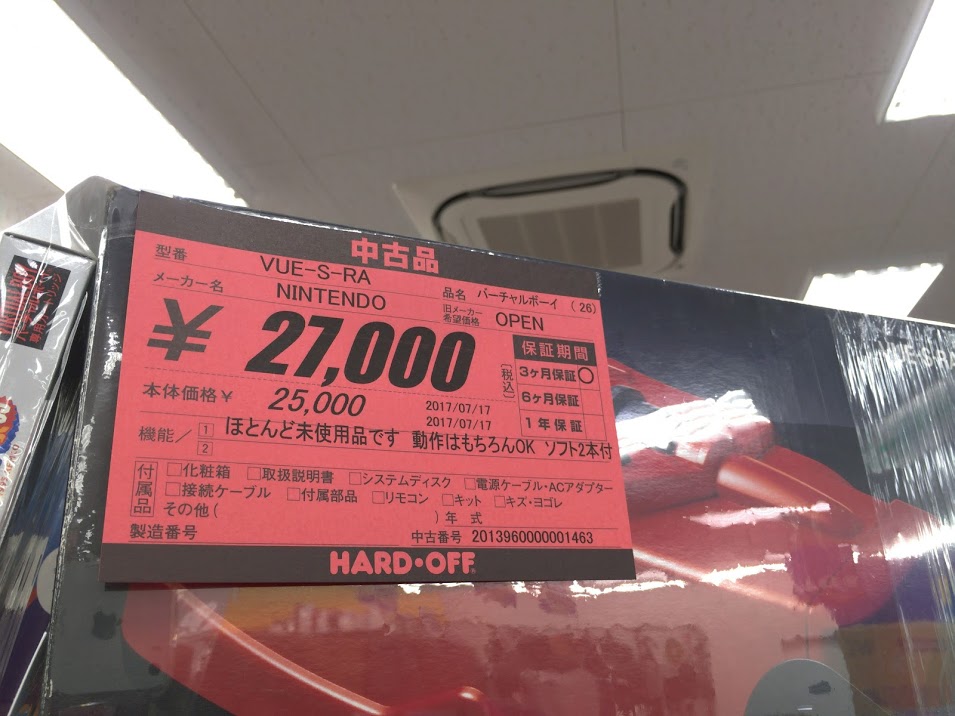 中古品
型番 VUE-S-RA
メーカー名 NINTENDO
品名 バーチャルボーイ (26)
旧メーカー希望価格 OPEN
¥27,000 [税込]
本体価格¥ 25,000
2017/07/17
2017/07/17
保証期間
3ヶ月保証○
6ヶ月保証
1年保証
機能/ 1 ほとんど未使用品です 動作はもちろんOK ソフト2本付
2
付属品 □化粧箱 □取扱説明書 □システムディスク □電源ケーブル・ACアダプター
□接続ケーブル □付属部品 □リモコン □キット □キズ・ヨゴレ
その他( )年 式
製造番号
中古番号 2013960000001463
HARD・OFF